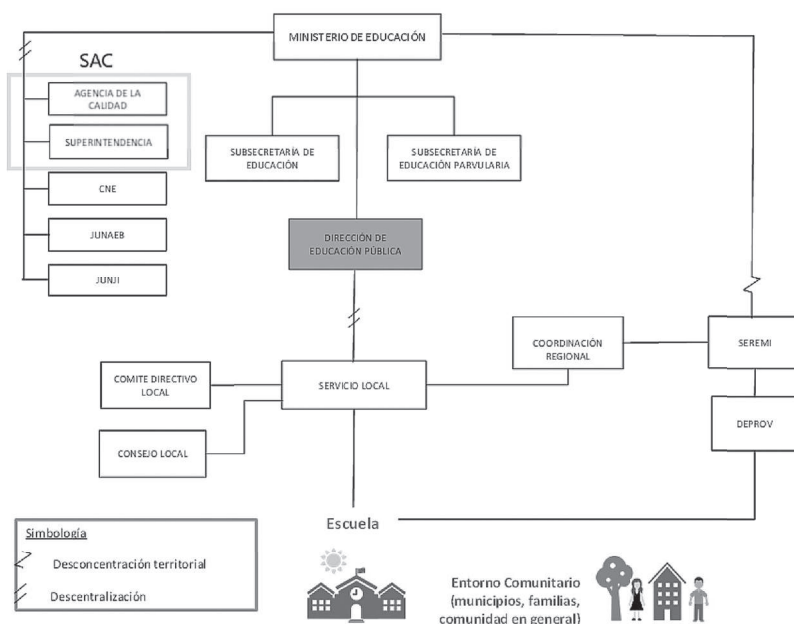 MINISTERIO DE EDUCACIÓN
SAC
AGENCIA DE LA
CALIDAD
SUPERINTENDENCIA
CNE
JUNAEB
JUNJI
SUBSECRETARÍA DE
EDUCACIÓN
SUBSECRETARÍA DE
EDUCACIÓN PARVULARIA
DIRECCIÓN DE
EDUCACIÓN PÚBLICA
COORDINACIÓN
REGIONAL
SEREMI
COMITE DIRECTIVO
LOCAL
SERVICIO LOCAL
DEPROV
CONSEJO LOCAL
Escuela
Simbología
Desconcentración territorial
Descentralización
Entorno Comunitario
(municipios, familias,
comunidad en general)